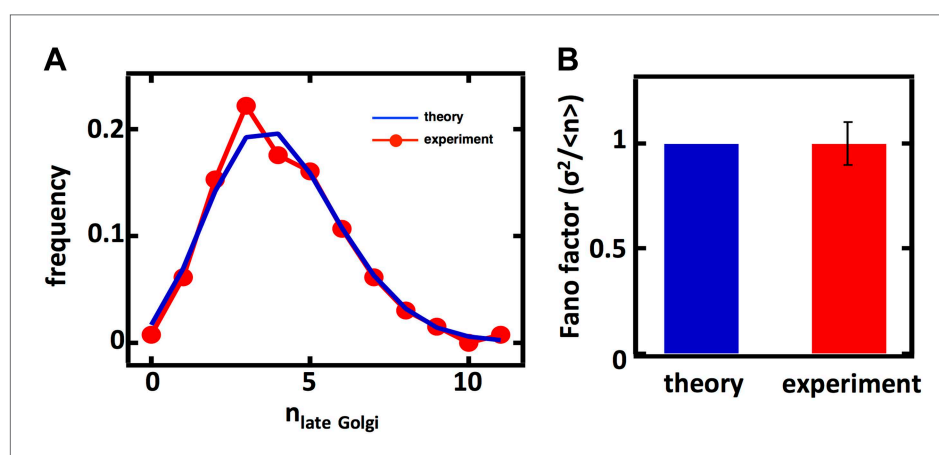 A
theory
experiment
frequency
0.2
0.1
0
0
5
10
n late Golgi
B
Fano factor (σ²/<n>)
1
0.5
0
theory
experiment